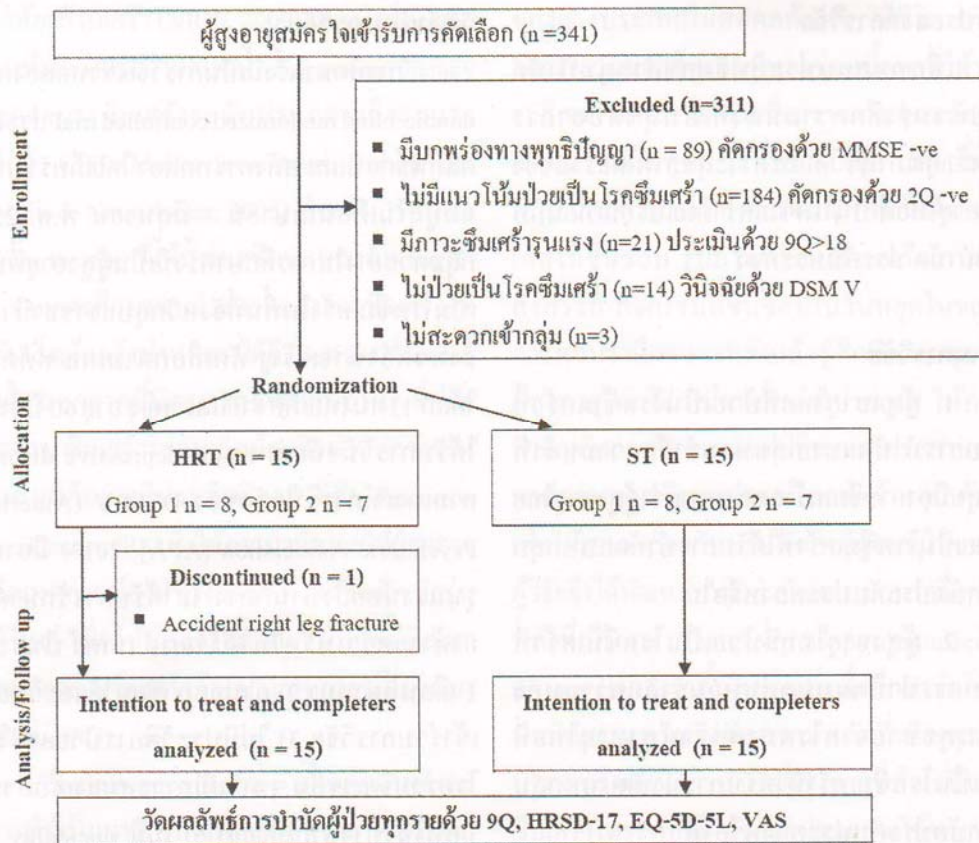 ผู้สูงอายุสมัครใจเข้ารับการคัดเลือก (n =341)
Enrollment
Excluded (n=311)
■ มีบกพร่องทางพุทธิปัญญา (n = 89) คัดกรองด้วย MMSE -ve
■ ไม่มีแนวโน้มป่วยเป็นโรคซึมเศร้า (n=184) คัดกรองด้วย 2Q -ve
■ มีภาวะซึมเศร้ารุนแรง (n=21) ประเมินด้วย 9Q>18
■ ไม่ป่วยเป็นโรคซึมเศร้า (n=14) วินิจฉัยด้วย DSM V
■ ไม่สะดวกเข้ากลุ่ม (n=3)
Randomization
Allocation
HRT (n = 15)
Group 1 n = 8, Group 2 n = 7
ST (n = 15)
Group 1 n = 8, Group 2 n = 7
Discontinued (n = 1)
■ Accident right leg fracture
Analysis/Follow up
Intention to treat and completers
analyzed (n = 15)
Intention to treat and completers
analyzed (n = 15)
วัดผลลัพธ์การบำบัดผู้ป่วยทุกรายด้วย 9Q, HRSD-17, EQ-5D-5L, VAS